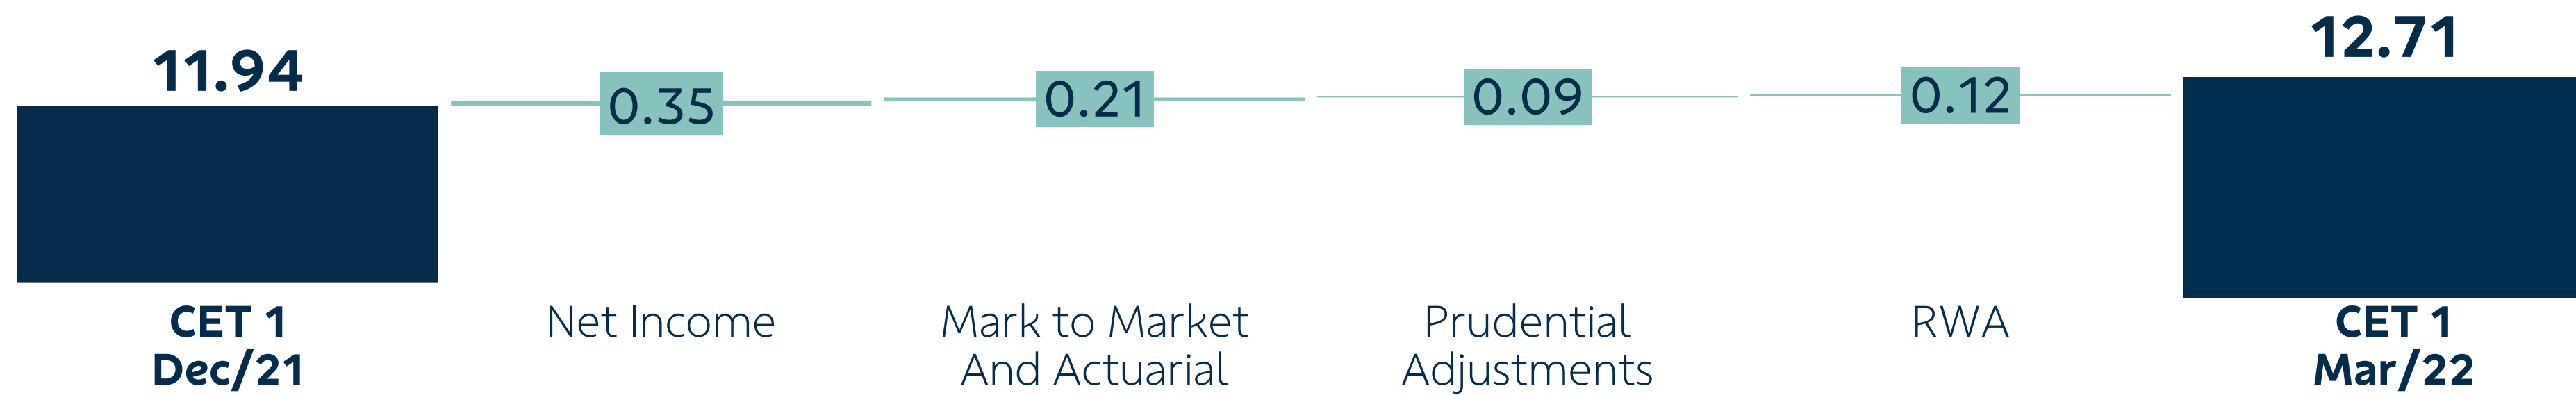 11.94
0.35
0.21
0.09
0.12
12.71
CET 1
Dec/21
Net Income
Mark to Market
And Actuarial
Prudential
Adjustments
RWA
CET 1
Mar/22